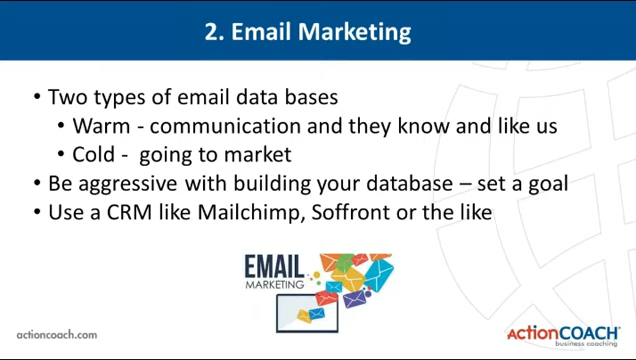 2. Email Marketing
• Two types of email data bases
• Warm - communication and they know and like us
• Cold - going to market
• Be aggressive with building your database – set a goal
• Use a CRM like Mailchimp, Soffront or the like
EMAIL
MARKETING
actioncoach.com
ACTIONCOACH®
business coaching